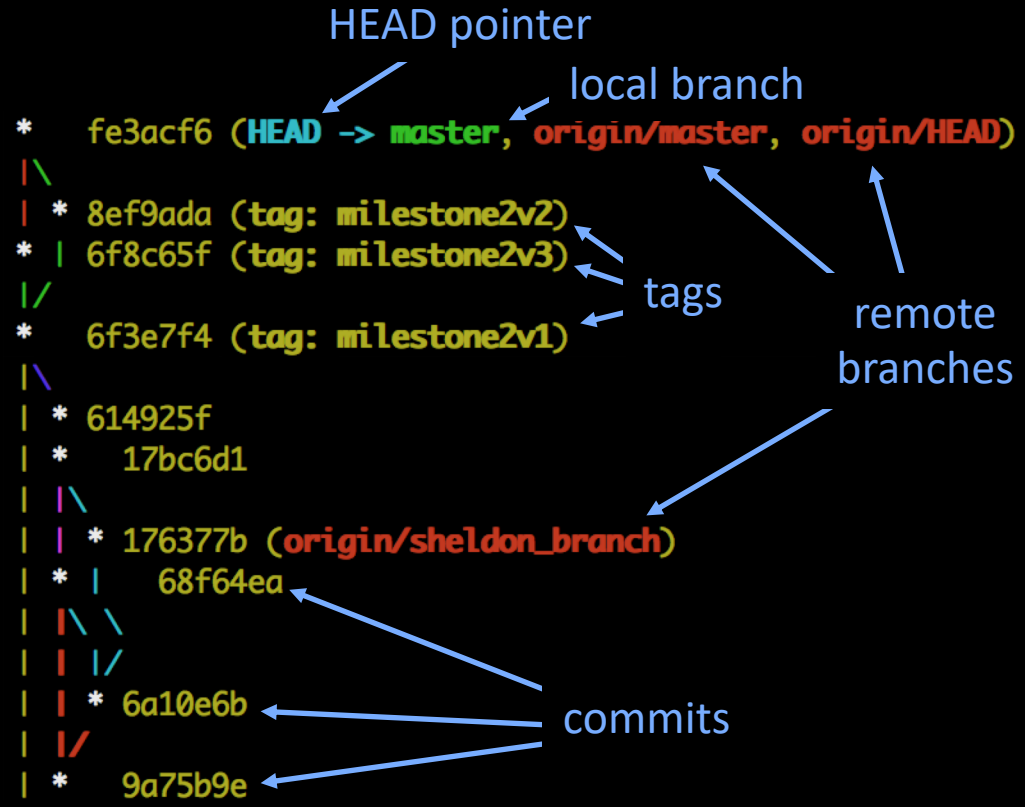 HEAD pointer
local branch
* fe3acf6 (HEAD -> master, origin/master, origin/HEAD)
|\
| * 8ef9ada (tag: milestone2v2)
* | 6f8c65f (tag: milestone2v3)
|/
tags
remote
branches
* 6f3e7f4 (tag: milestone2v1)
|\
| * 614925f
| * 17bc6d1
| |\
| | * 176377b (origin/sheldon_branch)
| * | 68f64ea
| |\ \
| | |/
| | * 6a10e6b
commits
| |/
| * 9a75b9e